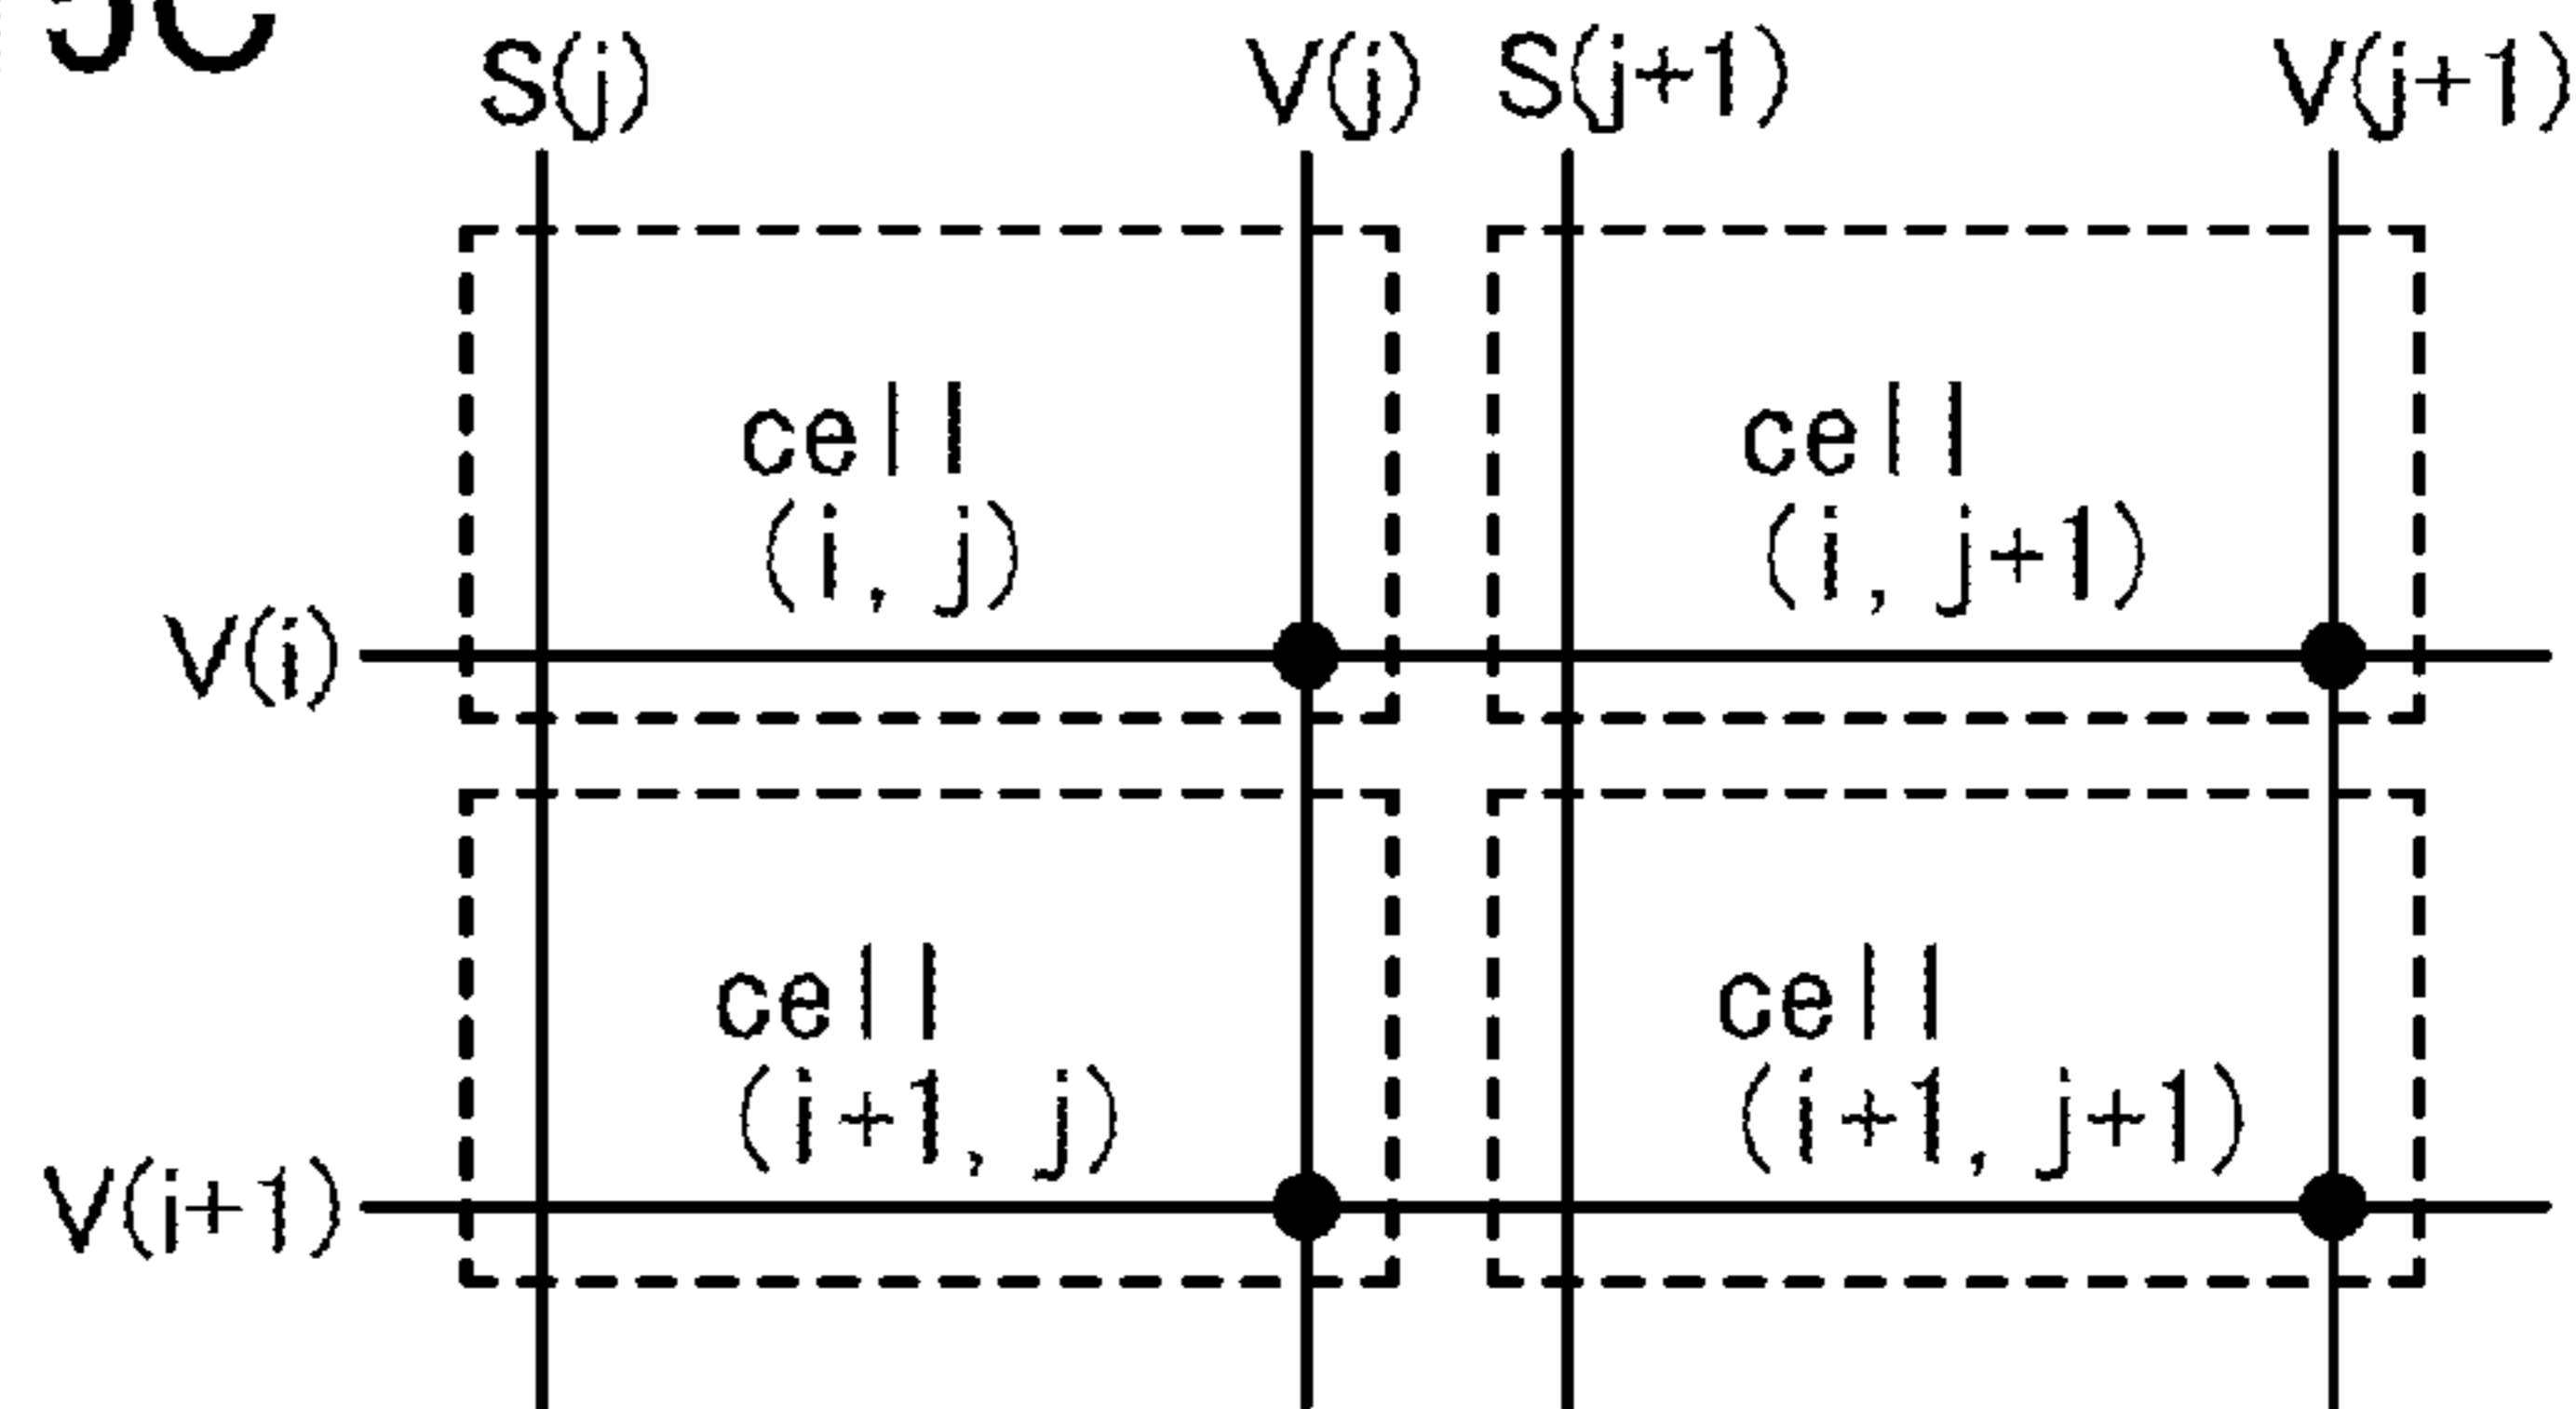 5C
S(j) V(j) S(j+1) V(j+1)
cell cell
(i, j) (i, j+1)
V(i)
cell cell
(i+1, j) (i+1, j+1)
V(i+1)